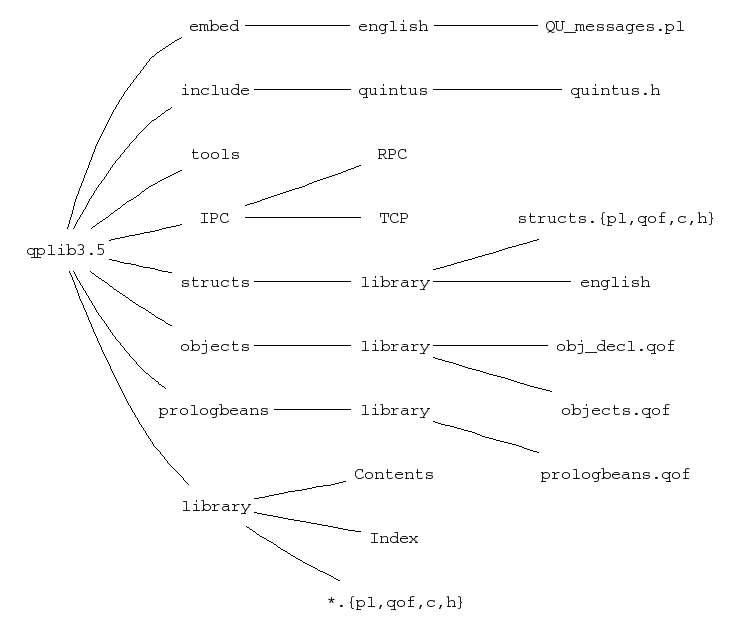 embed english QU_messages.pl
include quintus quintus.h
tools RPC
IPC TCP structs.{pl,qof,c,h}
qplib3.5
structs library english
objects library obj_decl.qof
prologbeans library objects.qof
Contents prologbeans.qof
library
Index
*.{pl,qof,c,h}